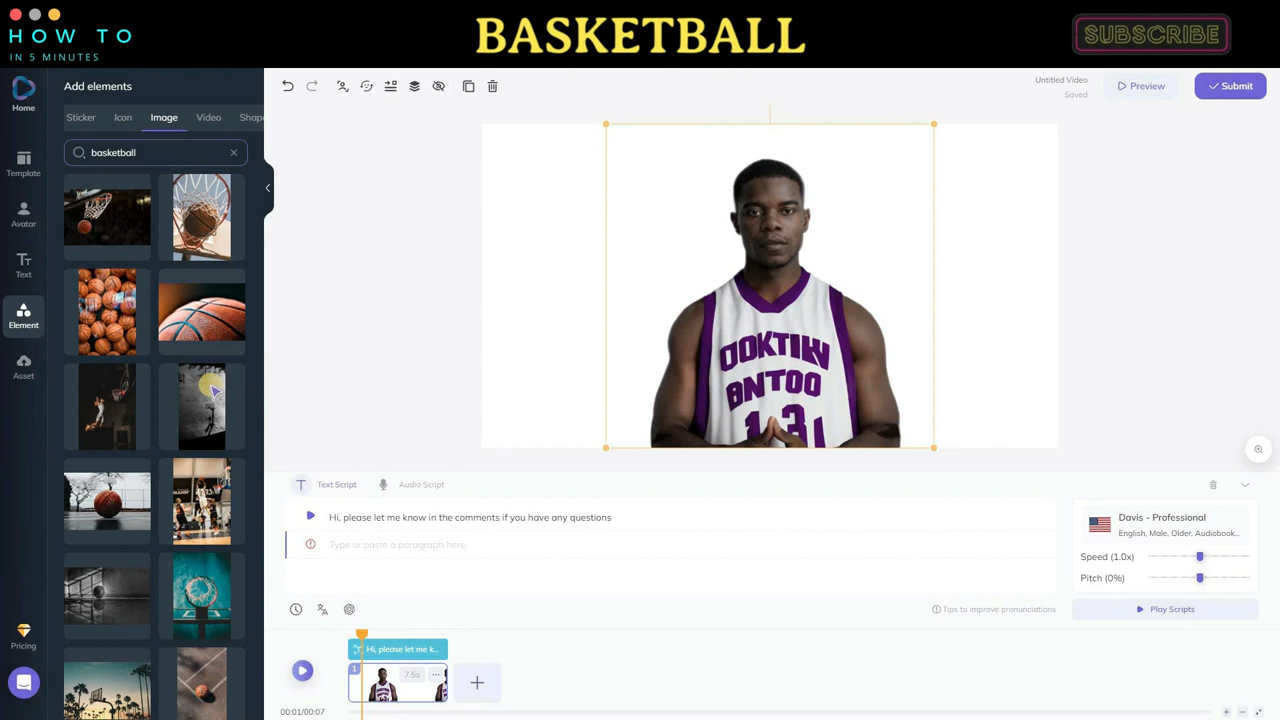 HOW TO
IN 5 MINUTES
BASKETBALL
SUBSCRIBE
Home
Template
Avatar
Text
Element
Asset
Pricing
Add elements
Sticker
Icon
Image
Video
Shap
basketball
Untitled Video
Saved
Preview
Submit
Text Script
Audio Script
Hi, please let me know in the comments if you have any questions
Type or paste a paragraph here.
Tips to improve pronunciations
Davis - Professional
English, Male, Older, Audiobook...
Speed (1.0x)
Pitch (0%)
Play Scripts
Hi, please let me k...
1
7.5s
00:01/00:07